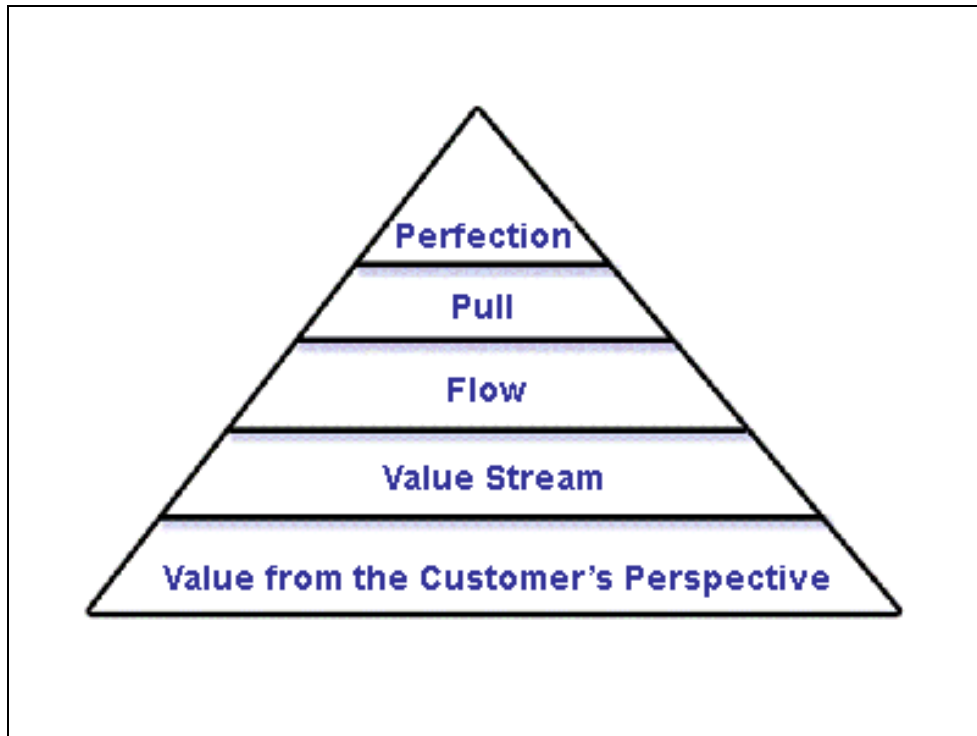 Perfection
Pull
Flow
Value Stream
Value from the Customer’s Perspective